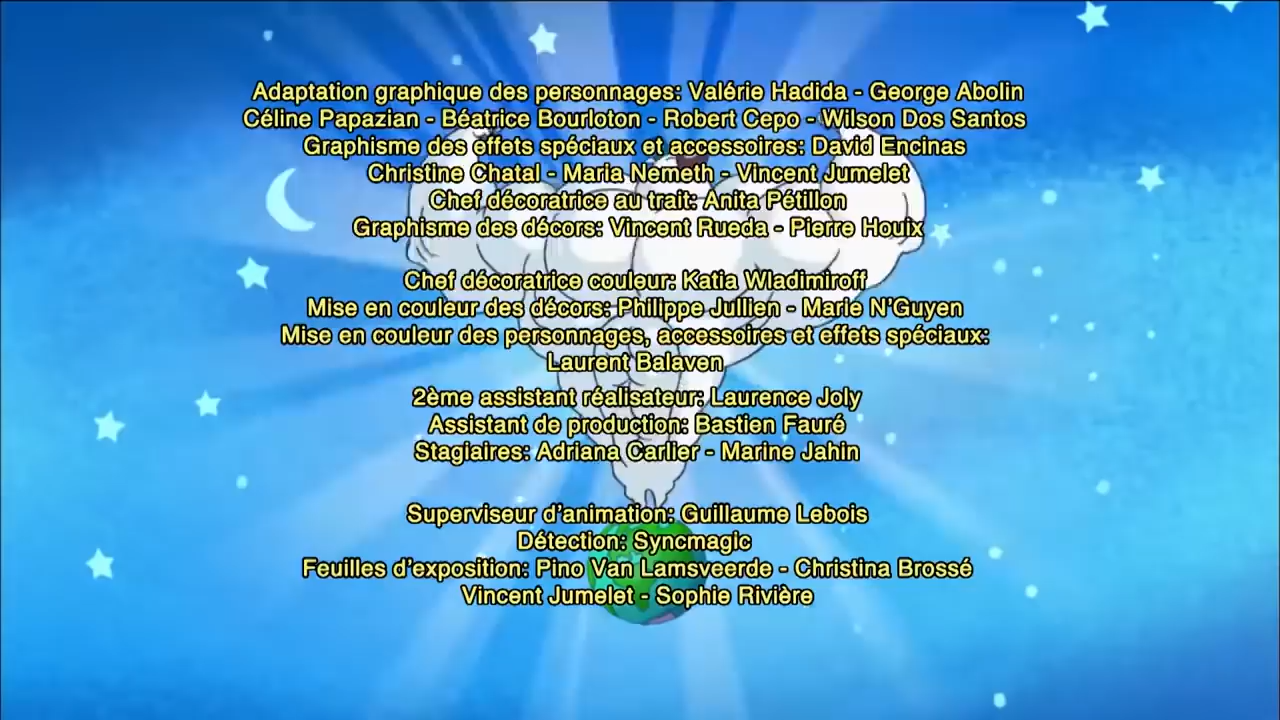 Adaptation graphique des personnages: Valérie Hadida - George Abolin
Céline Papazian - Béatrice Bourloton - Robert Cepo - Wilson Dos Santos
Graphisme des effets spéciaux et accessoires: David Encinas
Christine Chatal - Maria Nemeth - Vincent Jumelet
Chef décoratrice au trait: Anita Pétillon
Graphisme des décors: Vincent Rueda - Pierre Houix
Chef décoratrice couleur: Katia Wladimiroff
Mise en couleur des décors: Philippe Jullien - Marie N'Guyen
Mise en couleur des personnages, accessoires et effets spéciaux:
Laurent Balaven
2ème assistant réalisateur: Laurence Joly
Assistant de production: Bastien Fauré
Stagiaires: Adriana Carlier - Marine Jahin
Superviseur d'animation: Guillaume Lebois
Détection: Syncmagic
Feuilles d'exposition: Pino Van Lamsveerde - Christina Brossé
Vincent Jumelet - Sophie Rivière